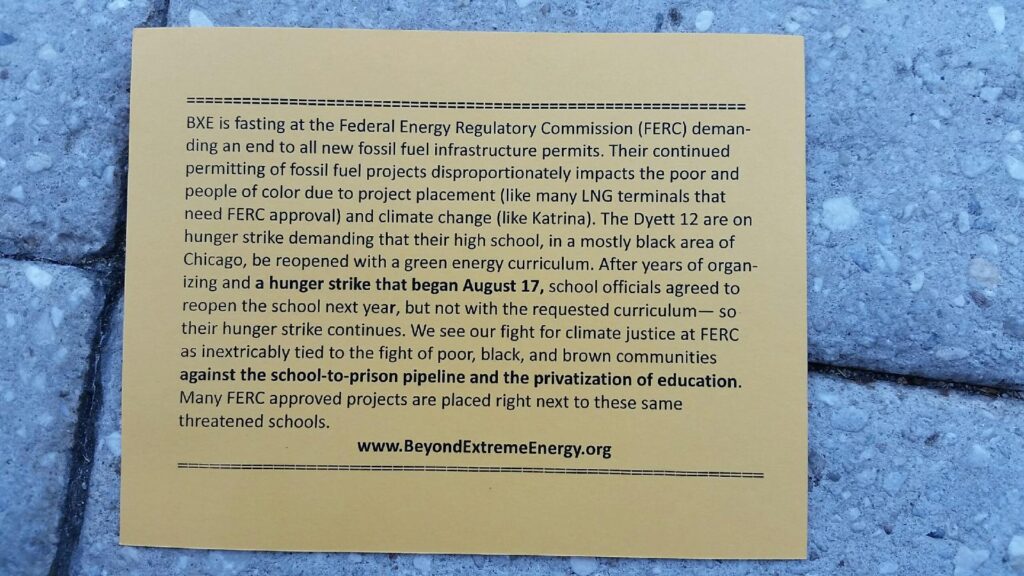 ==================================================================
BXE is fasting at the Federal Energy Regulatory Commission (FERC) deman-
ding an end to all new fossil fuel infrastructure permits. Their continued
permitting of fossil fuel projects disproportionately impacts the poor and
people of color due to project placement (like many LNG terminals that
need FERC approval) and climate change (like Katrina). The Dyett 12 are on
hunger strike demanding that their high school, in a mostly black area of
Chicago, be reopened with a green energy curriculum. After years of organ-
izing and a hunger strike that began August 17, school officials agreed to
reopen the school next year, but not with the requested curriculum— so
their hunger strike continues. We see our fight for climate justice at FERC
as inextricably tied to the fight of poor, black, and brown communities
against the school-to-prison pipeline and the privatization of education.
Many FERC approved projects are placed right next to these same
threatened schools.
www.BeyondExtremeEnergy.org
==================================================================